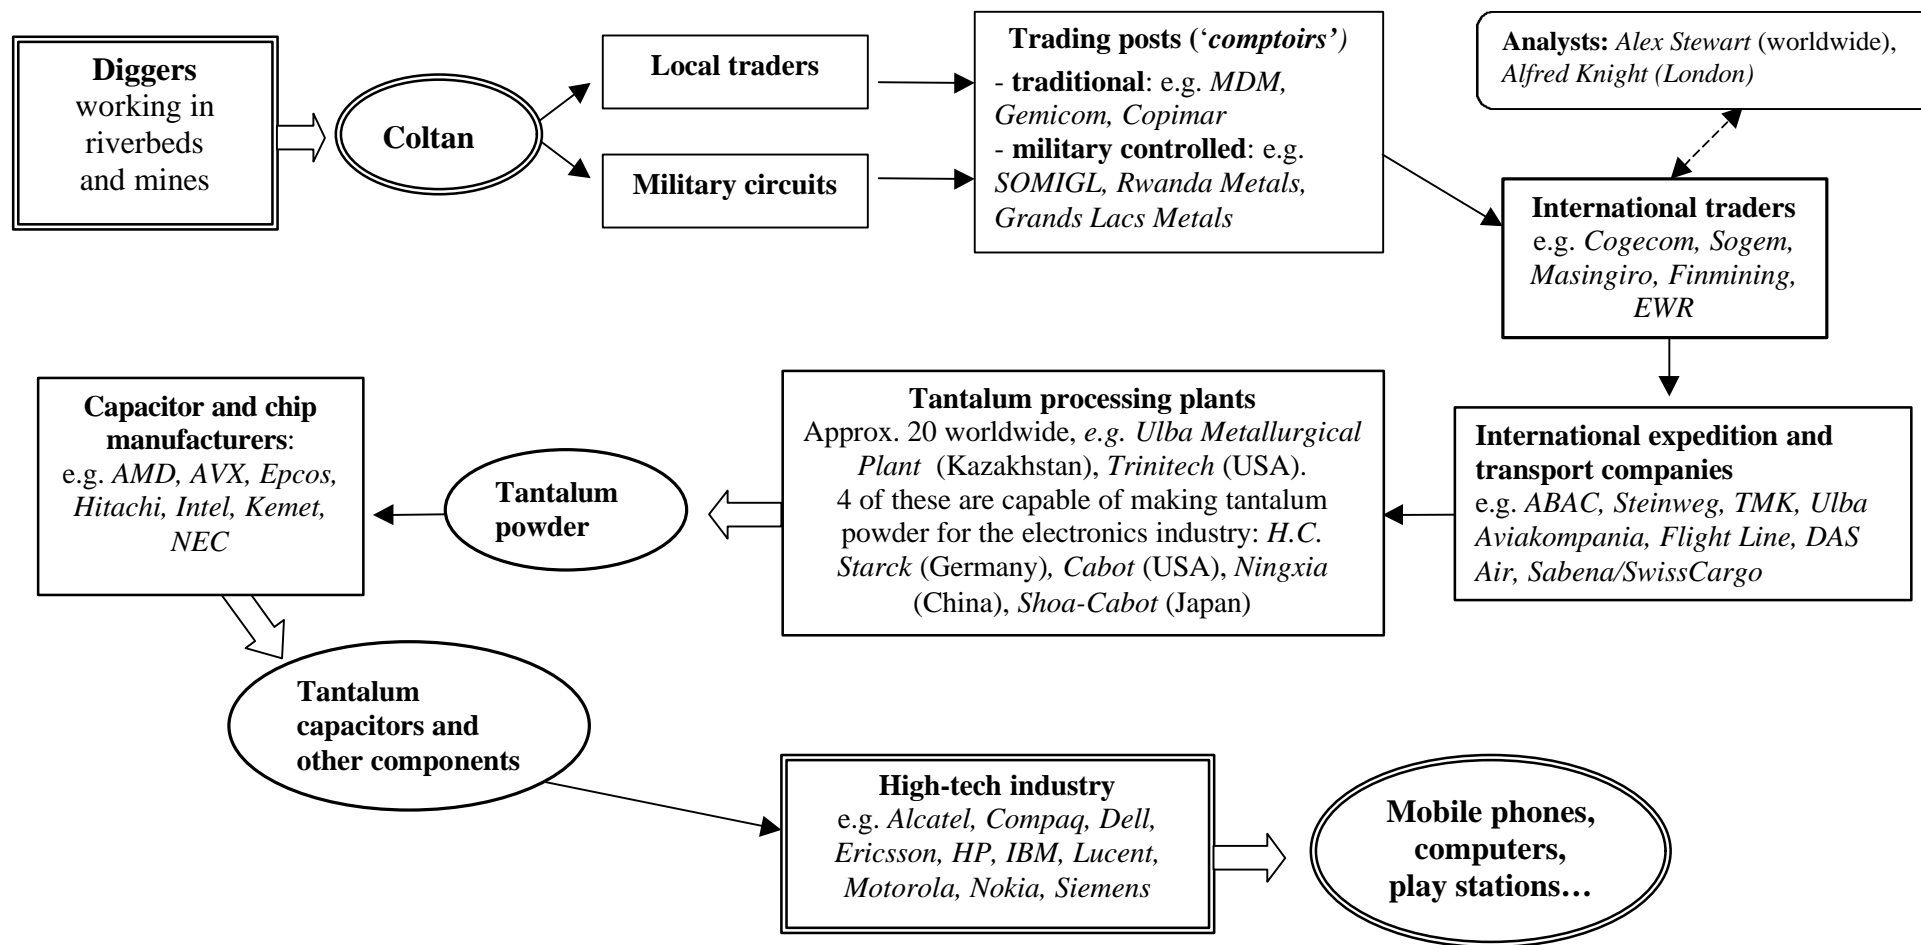 Diggers
working in
riverbeds
and mines
Coltan
Local traders
Military circuits
Trading posts (‘comptoirs’)
- traditional: e.g. MDM,
Gemicom, Copimar
- military controlled: e.g.
SOMIGL, Rwanda Metals,
Grands Lacs Metals
Analysts: Alex Stewart (worldwide),
Alfred Knight (London)
International traders
e.g. Cogecom, Sogem,
Masingiro, Finmining,
EWR
International expedition and
transport companies
e.g. ABAC, Steinweg, TMK, Ulba
Aviakompania, Flight Line, DAS
Air, Sabena/SwissCargo
Tantalum processing plants
Approx. 20 worldwide, e.g. Ulba Metallurgical
Plant (Kazakhstan), Trinitech (USA).
4 of these are capable of making tantalum
powder for the electronics industry: H.C.
Starck (Germany), Cabot (USA), Ningxia
(China), Shoa-Cabot (Japan)
Tantalum
powder
Capacitor and chip
manufacturers:
e.g. AMD, AVX, Epcos,
Hitachi, Intel, Kemet,
NEC
Tantalum
capacitors and
other components
High-tech industry
e.g. Alcatel, Compaq, Dell,
Ericsson, HP, IBM, Lucent,
Motorola, Nokia, Siemens
Mobile phones,
computers,
play stations…